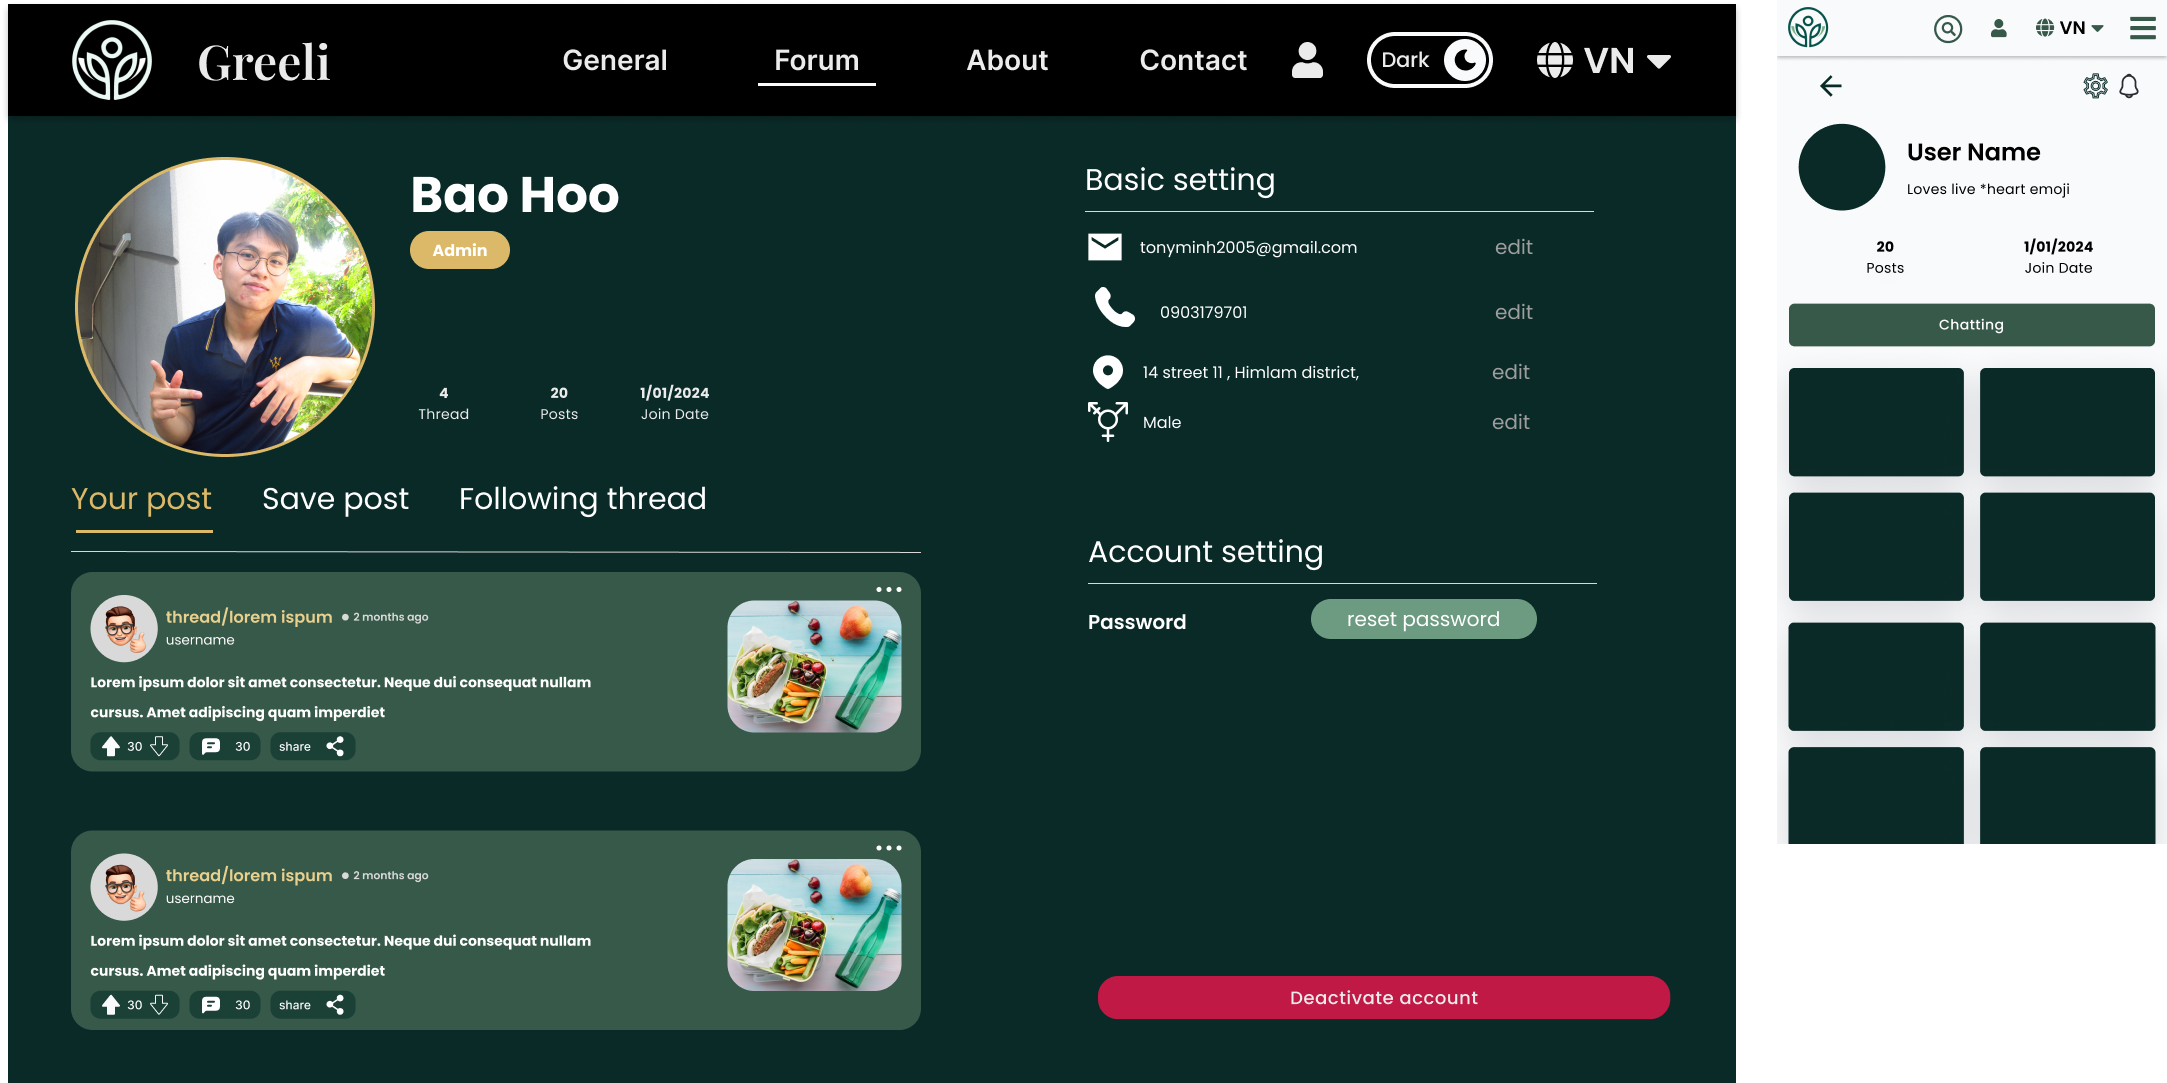 Greeli
General
Forum
About
Contact
Dark
VN
Bao Hoo
Admin
4
Thread
20
Posts
1/01/2024
Join Date
Your post
Save post
Following thread
thread/lorem ispum
2 months ago
username
Lorem ipsum dolor sit amet consectetur. Neque dui consequat nullam
cursus. Amet adipiscing quam imperdiet
30
30
share
thread/lorem ispum
2 months ago
username
Lorem ipsum dolor sit amet consectetur. Neque dui consequat nullam
cursus. Amet adipiscing quam imperdiet
30
30
share
Basic setting
tonyminh2005@gmail.com
edit
0903179701
edit
14 street 11 , Himlam district,
edit
Male
edit
Account setting
Password
reset password
Deactivate account
VN
User Name
Loves live *heart emoji
20
Posts
1/01/2024
Join Date
Chatting